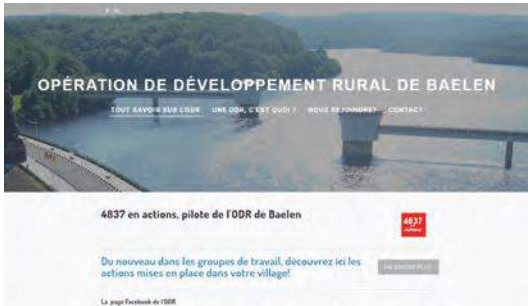 OPÉRATION DE DÉVELOPPEMENT RURAL DE BAELEN
TOUT SAVOIR SUR L'ODR UNE ODR, C'EST QUOI ? NOUS REJOINDRE? CONTACT
4837 en actions, pilote de l'ODR de Baelen
4837
actions
Du nouveau dans les groupes de travail, découvrez ici les
actions mises en place dans votre village!
EN SAVOIR PLUS
La page Facebook de l'ODR